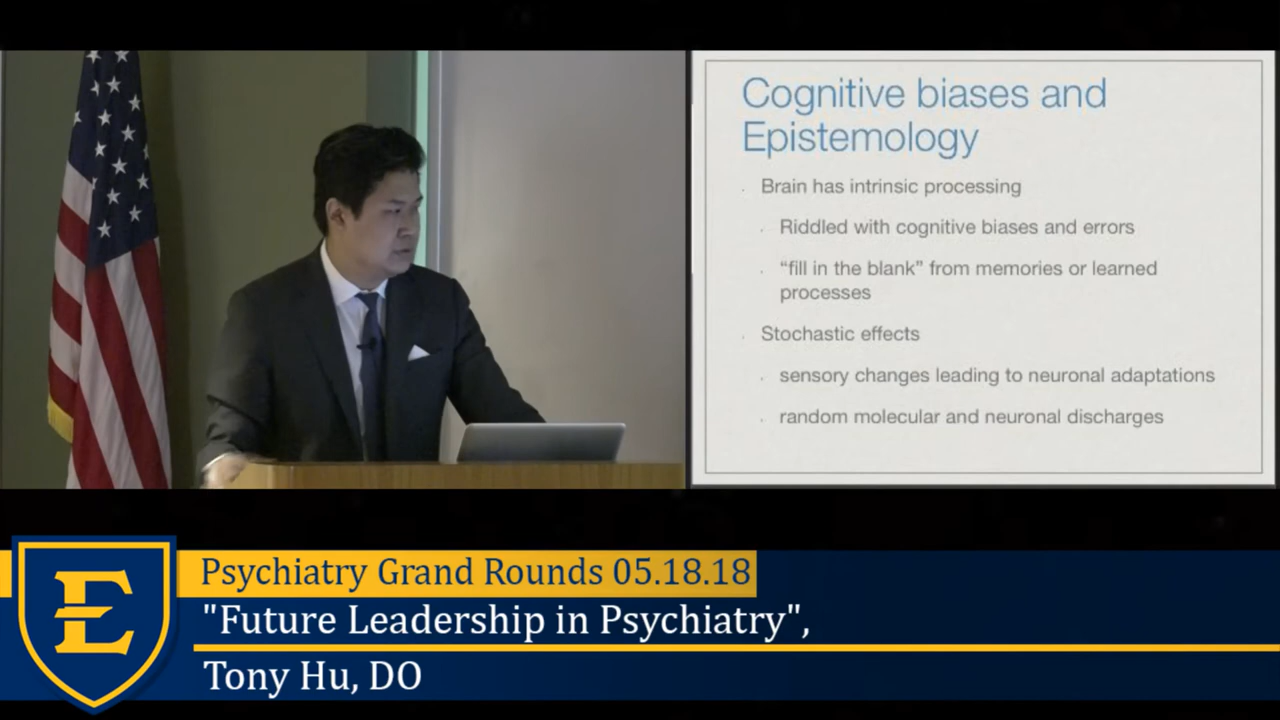 Cognitive biases and
Epistemology
Brain has intrinsic processing
Riddled with cognitive biases and errors
“fill in the blank” from memories or learned
processes
Stochastic effects
sensory changes leading to neuronal adaptations
random molecular and neuronal discharges
E
Psychiatry Grand Rounds 05.18.18
"Future Leadership in Psychiatry",
Tony Hu, DO